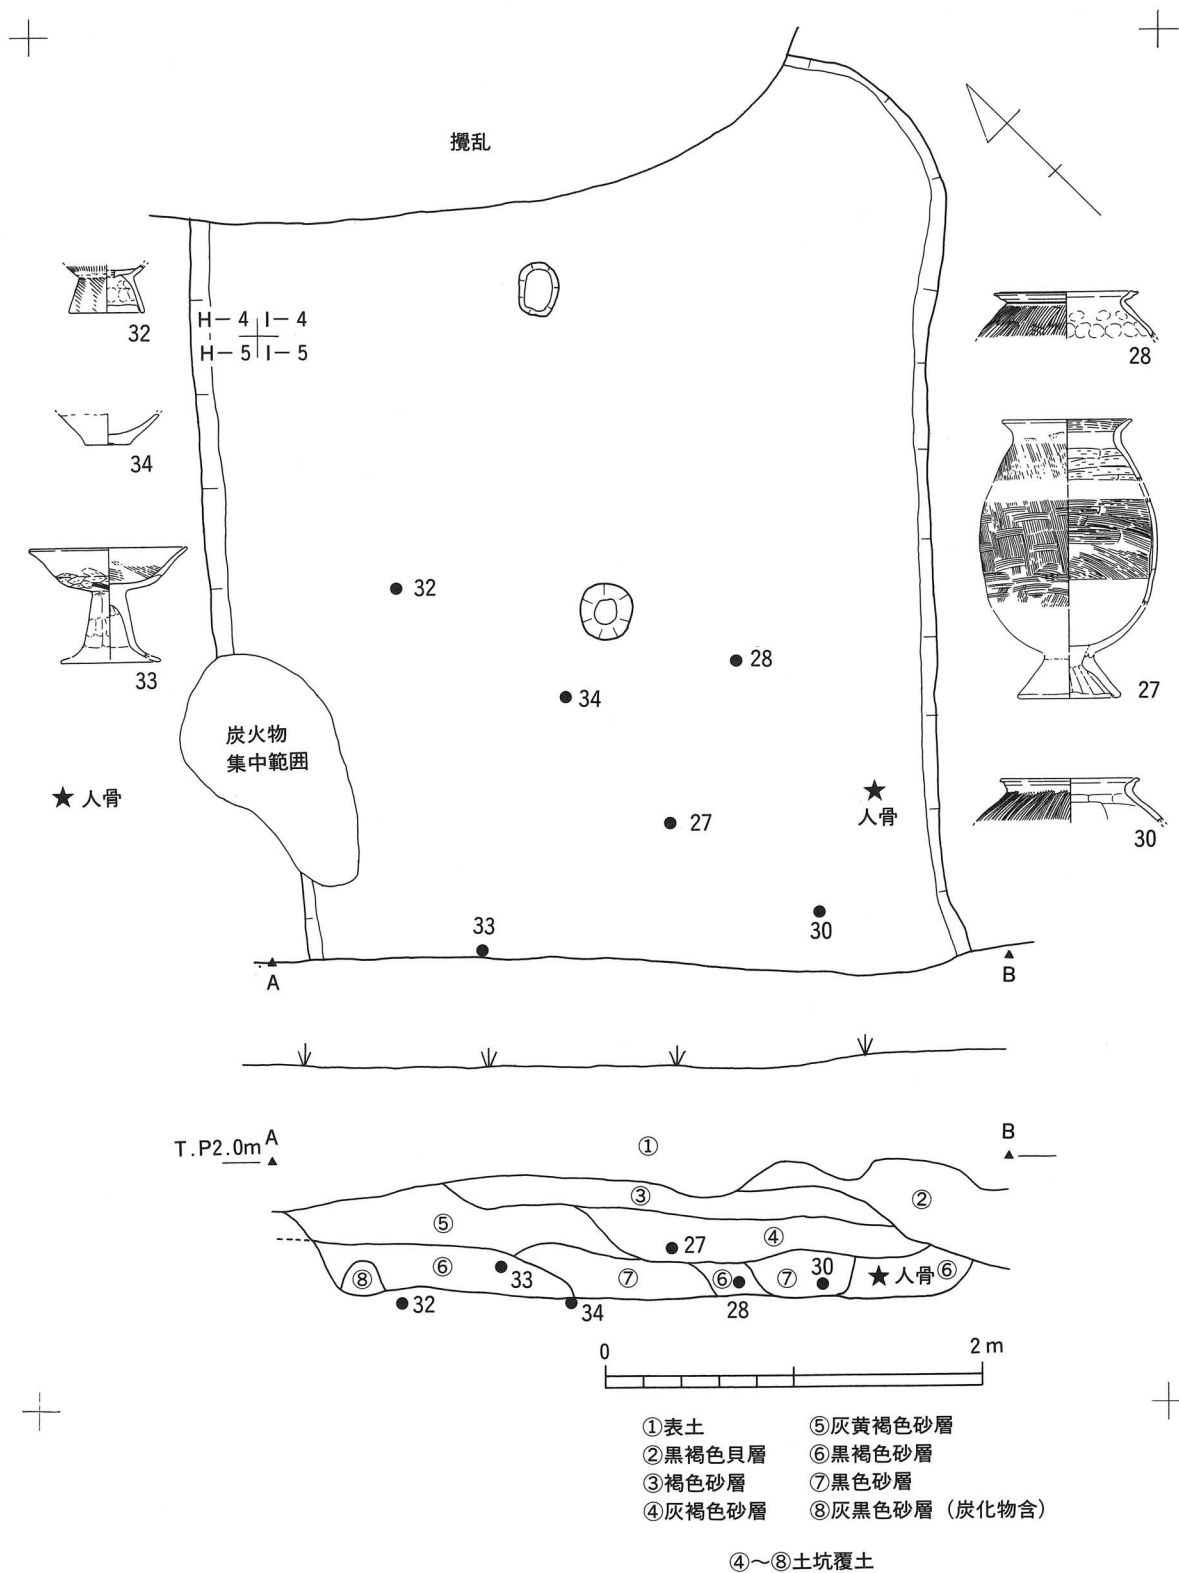 攪乱
H－4 I－4
H－5 I－5
32
34
33
★ 人骨
28
27
30
32
28
34
炭火物
集中範囲
27
★
人骨
30
33
A
B
T.P2.0m
A
B
①
②
③
④
⑤
27
⑥
33
⑦
⑥
28
⑦
30
★ 人骨
⑥
⑧
32
34
0
2 m
①表土
②黒褐色貝層
③褐色砂層
④灰褐色砂層
⑤灰黄褐色砂層
⑥黒褐色砂層
⑦黒色砂層
⑧灰黒色砂層（炭化物含）
④～⑧土坑覆土